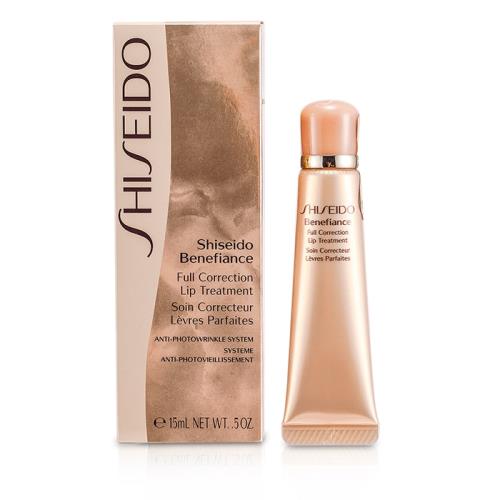 SHISEIDO
Shiseido
Benefiance
Full Correction
Lip Treatment
Soin Correcteur
Lèvres Parfaites
ANTI-PHOTOWRINKLE SYSTEM
SYSTEME
ANTI-PHOTOVIEILLISSEMENT
e 15mL NET WT. .5 OZ.
SHISEIDO
Benefiance
Full Correction
Lip Treatment
Soin Correcteur
Lèvres Parfaites